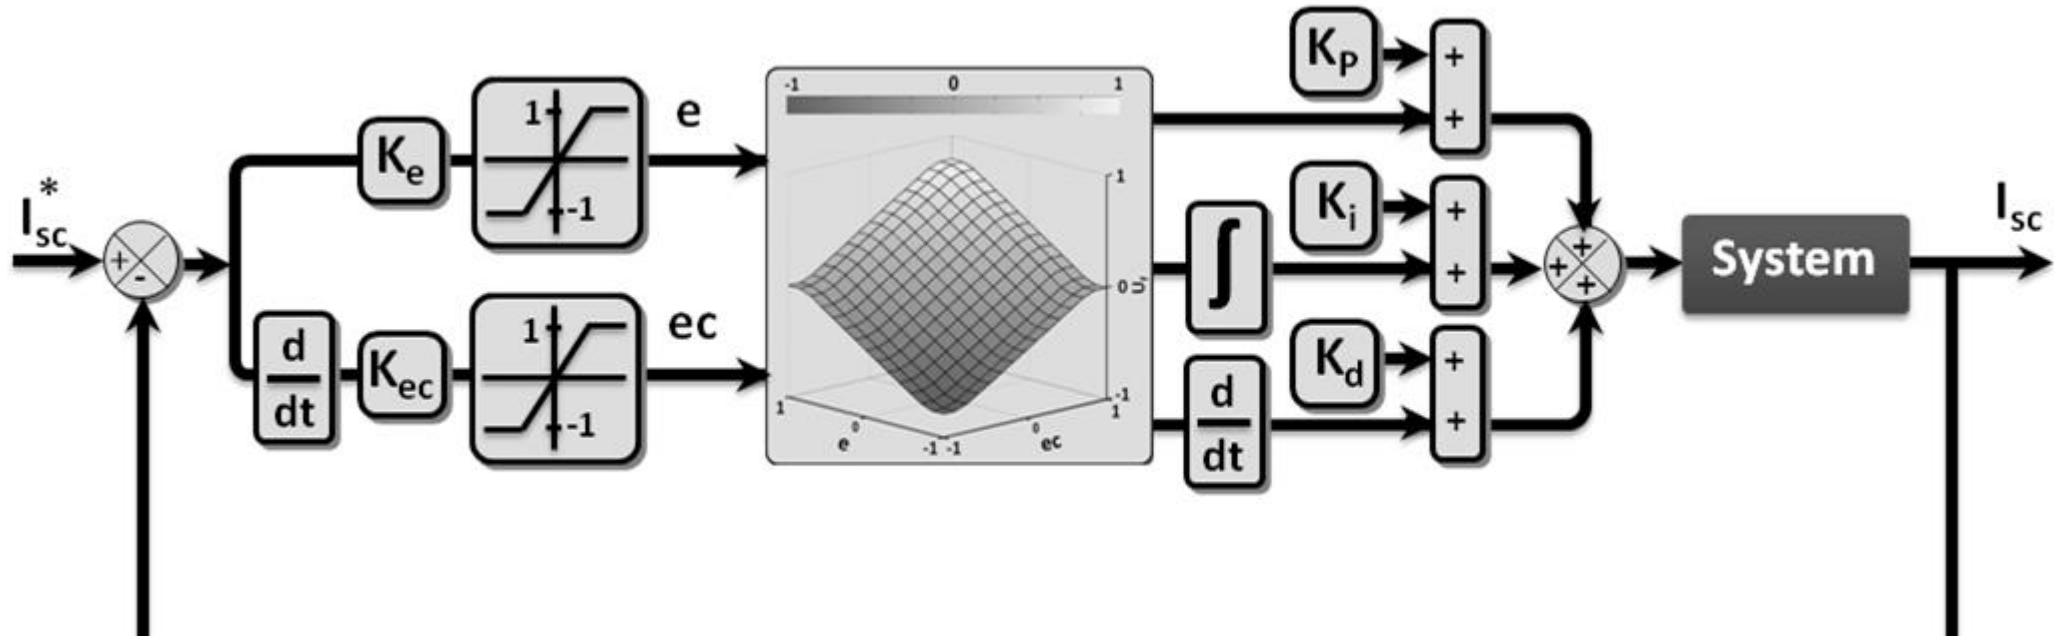 I*sc
+
-
Ke
1
-1
e
d
dt
Kec
1
-1
ec
-1 0 1
1
0
-1
1
0
-1
e
-1
0
1
ec
∫
d
dt
KP
+
+
Ki
+
+
Kd
+
+
+
+
+
System
Isc